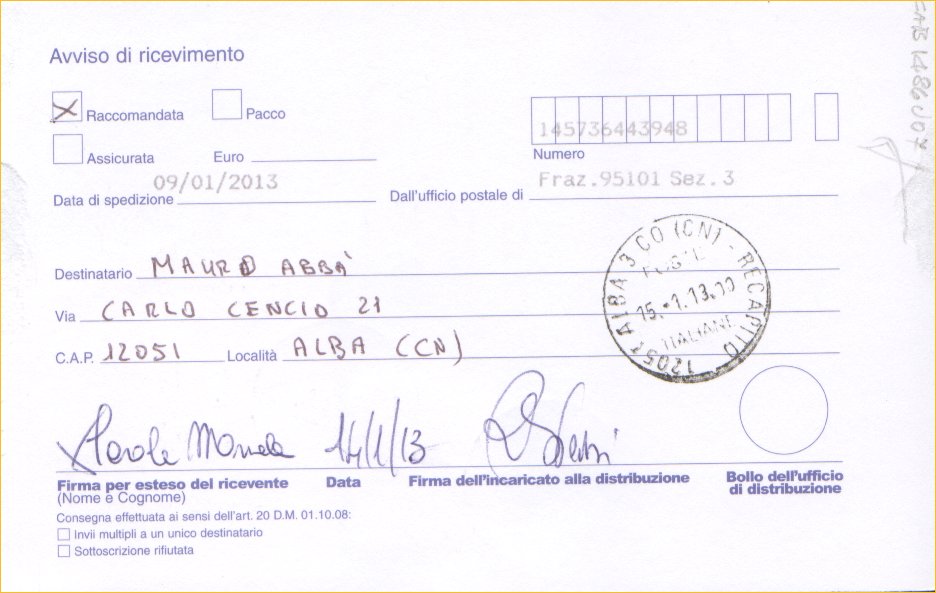 Avviso di ricevimento
Raccomandata Pacco
Assicurata Euro
145736443948
Numero
Data di spedizione 09/01/2013 Dall'ufficio postale di Fraz.95101 Sez.3
Destinatario MAURO ABBA'
Via CARLO CENCIO 21
C.A.P. 12051 Località ALBA (CN)
12051 ALBA 3 CO (CN) - RECAPITO
POSTE
15.-1.13.
ITALIANE
14/1/13
Firma per esteso del ricevente Data Firma dell'incaricato alla distribuzione Bollo dell'ufficio
(Nome e Cognome) di distribuzione
Consegna effettuata ai sensi dell'art. 20 D.M. 01.10.08:
Invii multipli a un unico destinatario
Sottoscrizione rifiutata